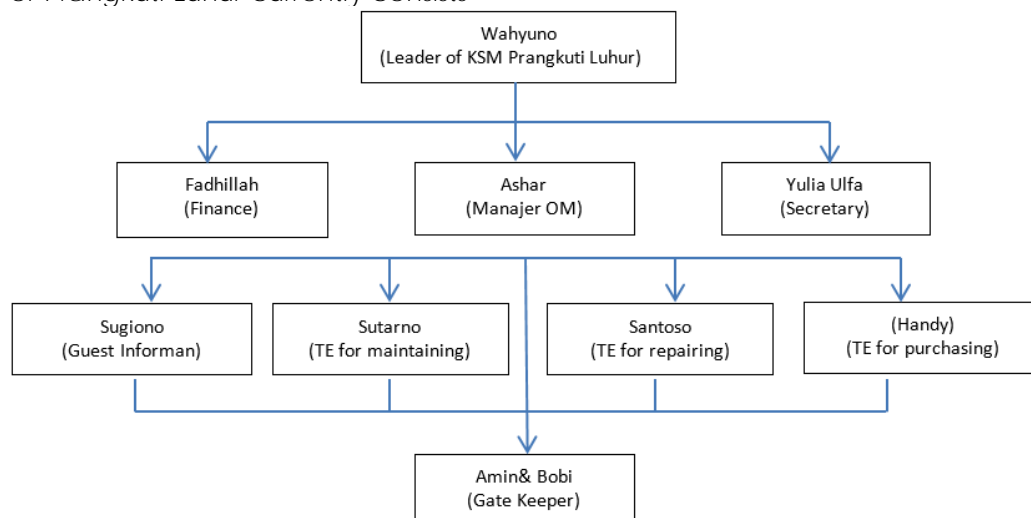 Wahyuno
(Leader of KSM Prangkuti Luhur)
Fadhillah
(Finance)
Ashar
(Manajer OM)
Yulia Ulfa
(Secretary)
Sugiono
(Guest Informan)
Sutarno
(TE for maintaining)
Santoso
(TE for repairing)
(Handy)
(TE for purchasing)
Amin& Bobi
(Gate Keeper)